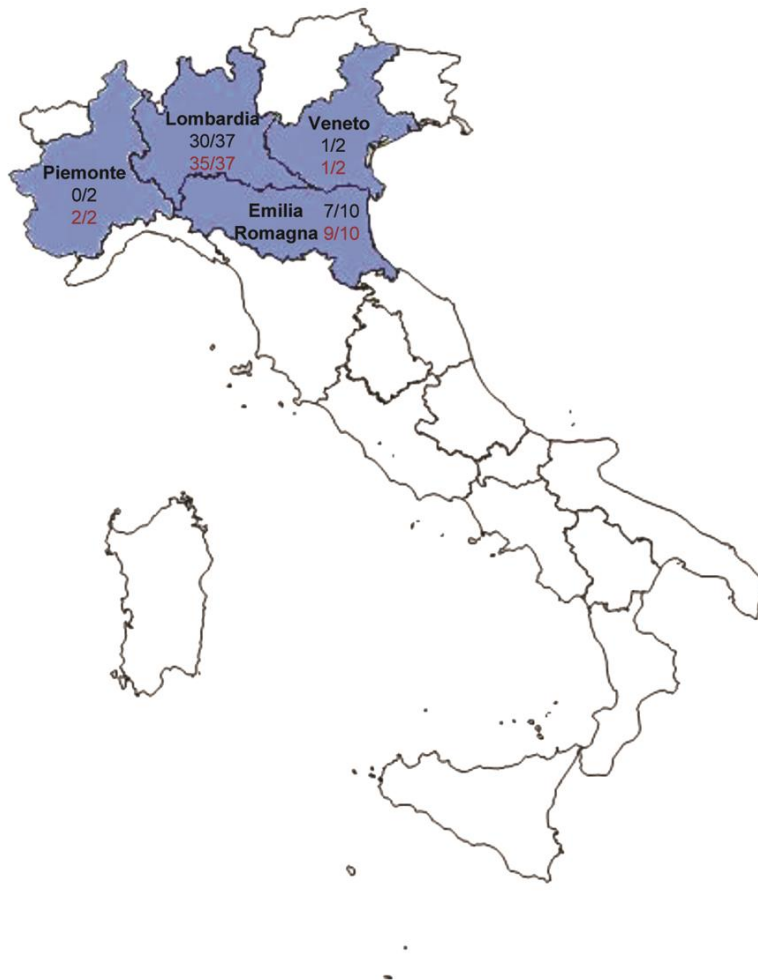 Lombardia
30/37
35/37
Veneto
1/2
1/2
Piemonte
0/2
2/2
Emilia 7/10
Romagna 9/10